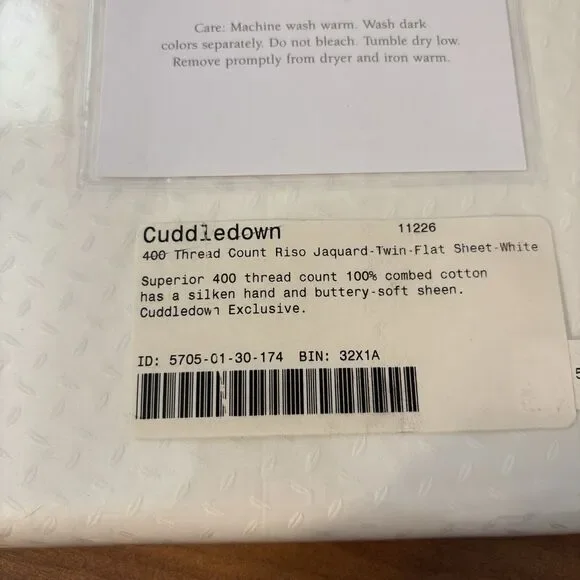 Care: Machine wash warm. Wash dark
colors separately. Do not bleach. Tumble dry low.
Remove promptly from dryer and iron warm.
Cuddledown 11226
400 Thread Count Riso Jaquard-Twin-Flat Sheet-White
Superior 400 thread count 100% combed cotton
has a silken hand and buttery-soft sheen.
Cuddledown Exclusive.
ID: 5705-01-30-174 BIN: 32X1A